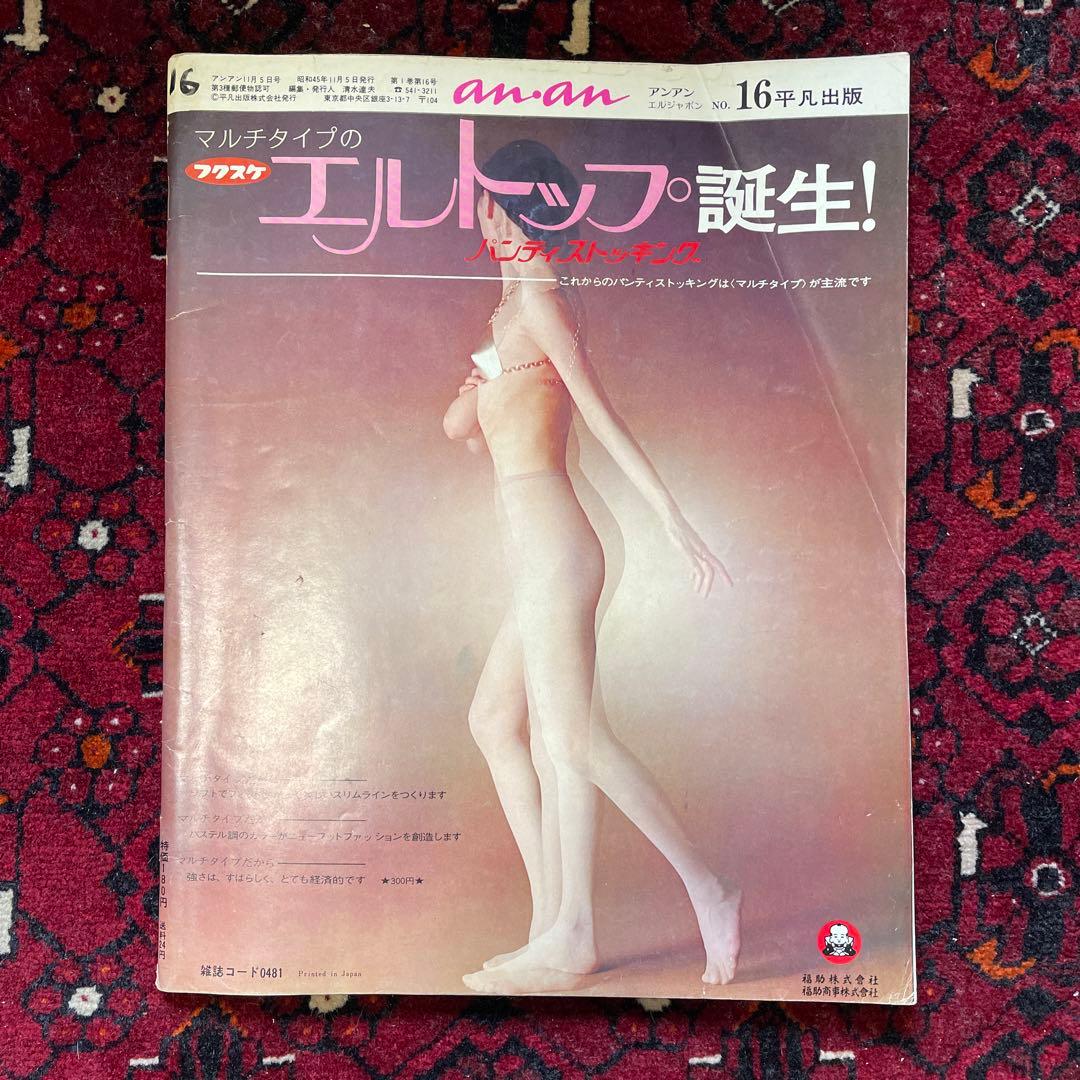 16
アンアン11月5日号 昭和45年11月5日発行 第1巻第16号
第3種郵便物認可 編集・発行人 清水達夫 ☎541-3211
©平凡出版株式会社発行 東京都中央区銀座3-13-7 〒104
an・an
アンアン
エルジャポン
NO. 16 平凡出版
マルチタイプの
フクスケ
エルトップ誕生!
パンティストッキング
これからのパンティストッキングは〈マルチタイプ〉が主流です
スリムラインをつくります
マルチタイプだから
パステル調のカラーがニューフットファッションを創造します
マルチタイプだから
強さは、すばらしく、とても経済的です ★300円★
特価180円 送料24円
雑誌コード0481 Printed in Japan
福助株式会社
福助商事株式会社